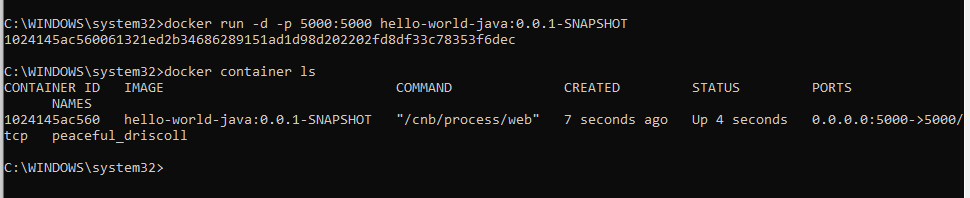 C:\WINDOWS\system32>docker run -d -p 5000:5000 hello-world-java:0.0.1-SNAPSHOT
1024145ac560061321ed2b34686289151ad1d98d202202fd8df33c78353f6dec
C:\WINDOWS\system32>docker container ls
CONTAINER ID   IMAGE                             COMMAND              CREATED         STATUS         PORTS
      NAMES
1024145ac560   hello-world-java:0.0.1-SNAPSHOT   "/cnb/process/web"   7 seconds ago   Up 4 seconds   0.0.0.0:5000->5000/
tcp   peaceful_driscoll
C:\WINDOWS\system32>